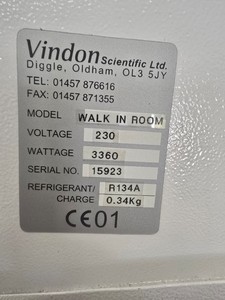 Vindon Scientific Ltd.
Diggle, Oldham, OL3 5JY
TEL: 01457 876616
FAX: 01457 871355
MODEL WALK IN ROOM
VOLTAGE 230
WATTAGE 3360
SERIAL NO. 15923
REFRIGERANT/ R134A
CHARGE 0.34Kg
CE01